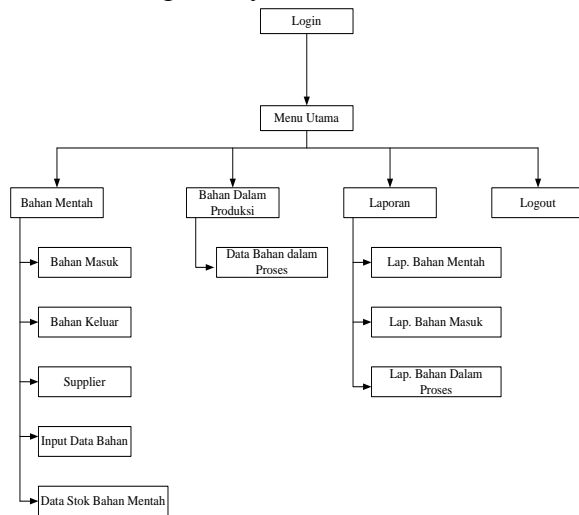 Login
Menu Utama
Bahan Mentah
Bahan Dalam
Produksi
Laporan
Logout
Bahan Masuk
Data Bahan dalam
Proses
Lap. Bahan Mentah
Bahan Keluar
Lap. Bahan Masuk
Supplier
Lap. Bahan Dalam
Proses
Input Data Bahan
Data Stok Bahan Mentah